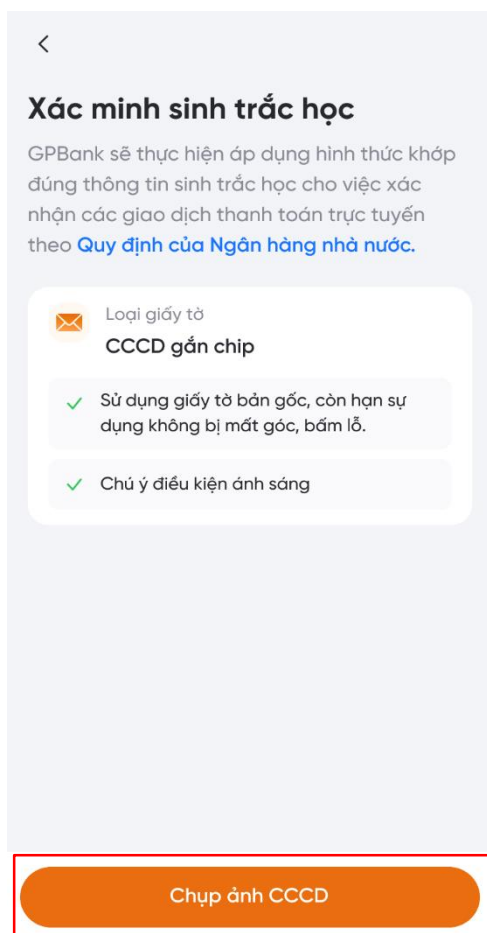 Xác minh sinh trắc học
GPBank sẽ thực hiện áp dụng hình thức khớp
đúng thông tin sinh trắc học cho việc xác
nhận các giao dịch thanh toán trực tuyến
theo Quy định của Ngân hàng nhà nước.
Loại giấy tờ
CCCD gắn chip
Sử dụng giấy tờ bản gốc, còn hạn sự
dụng không bị mất góc, bấm lỗ.
Chú ý điều kiện ánh sáng
Chụp ảnh CCCD